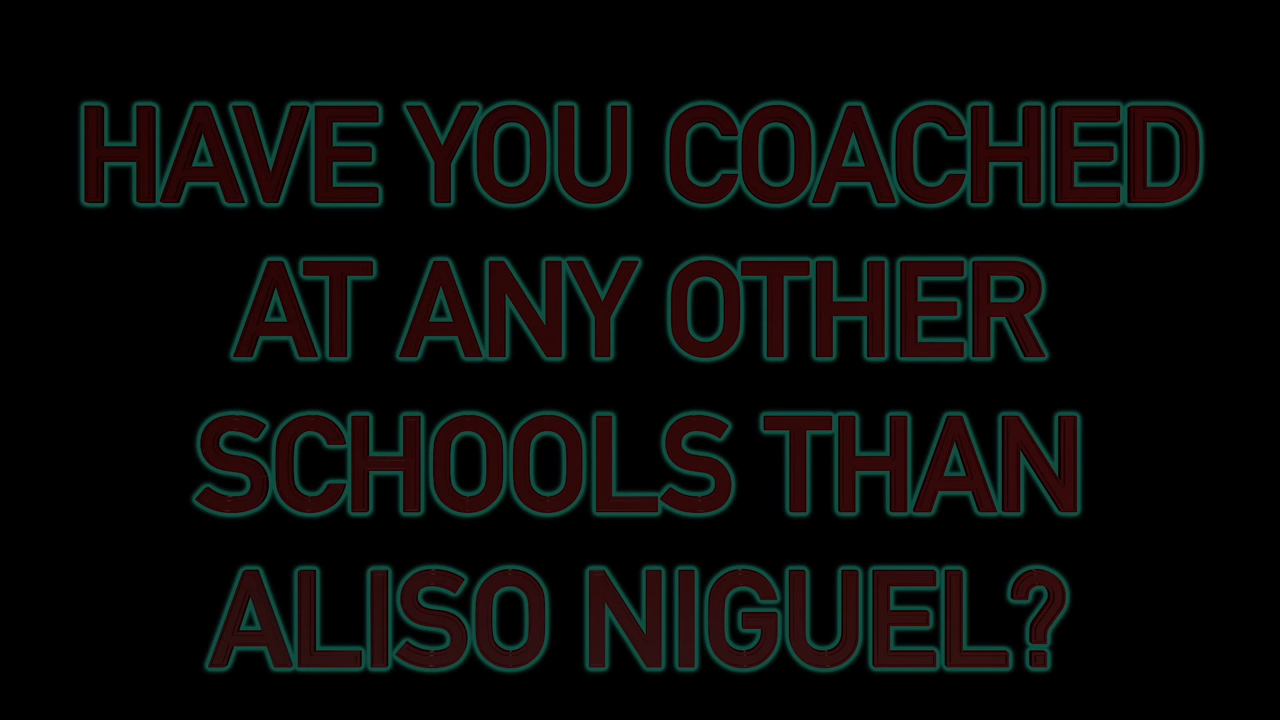 HAVE YOU COACHED
AT ANY OTHER
SCHOOLS THAN
ALISO NIGUEL?